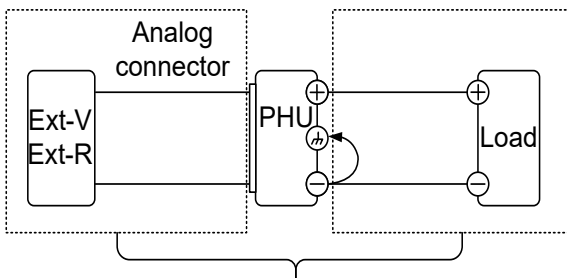 Analog
connector
Ext-V
Ext-R
PHU
Load